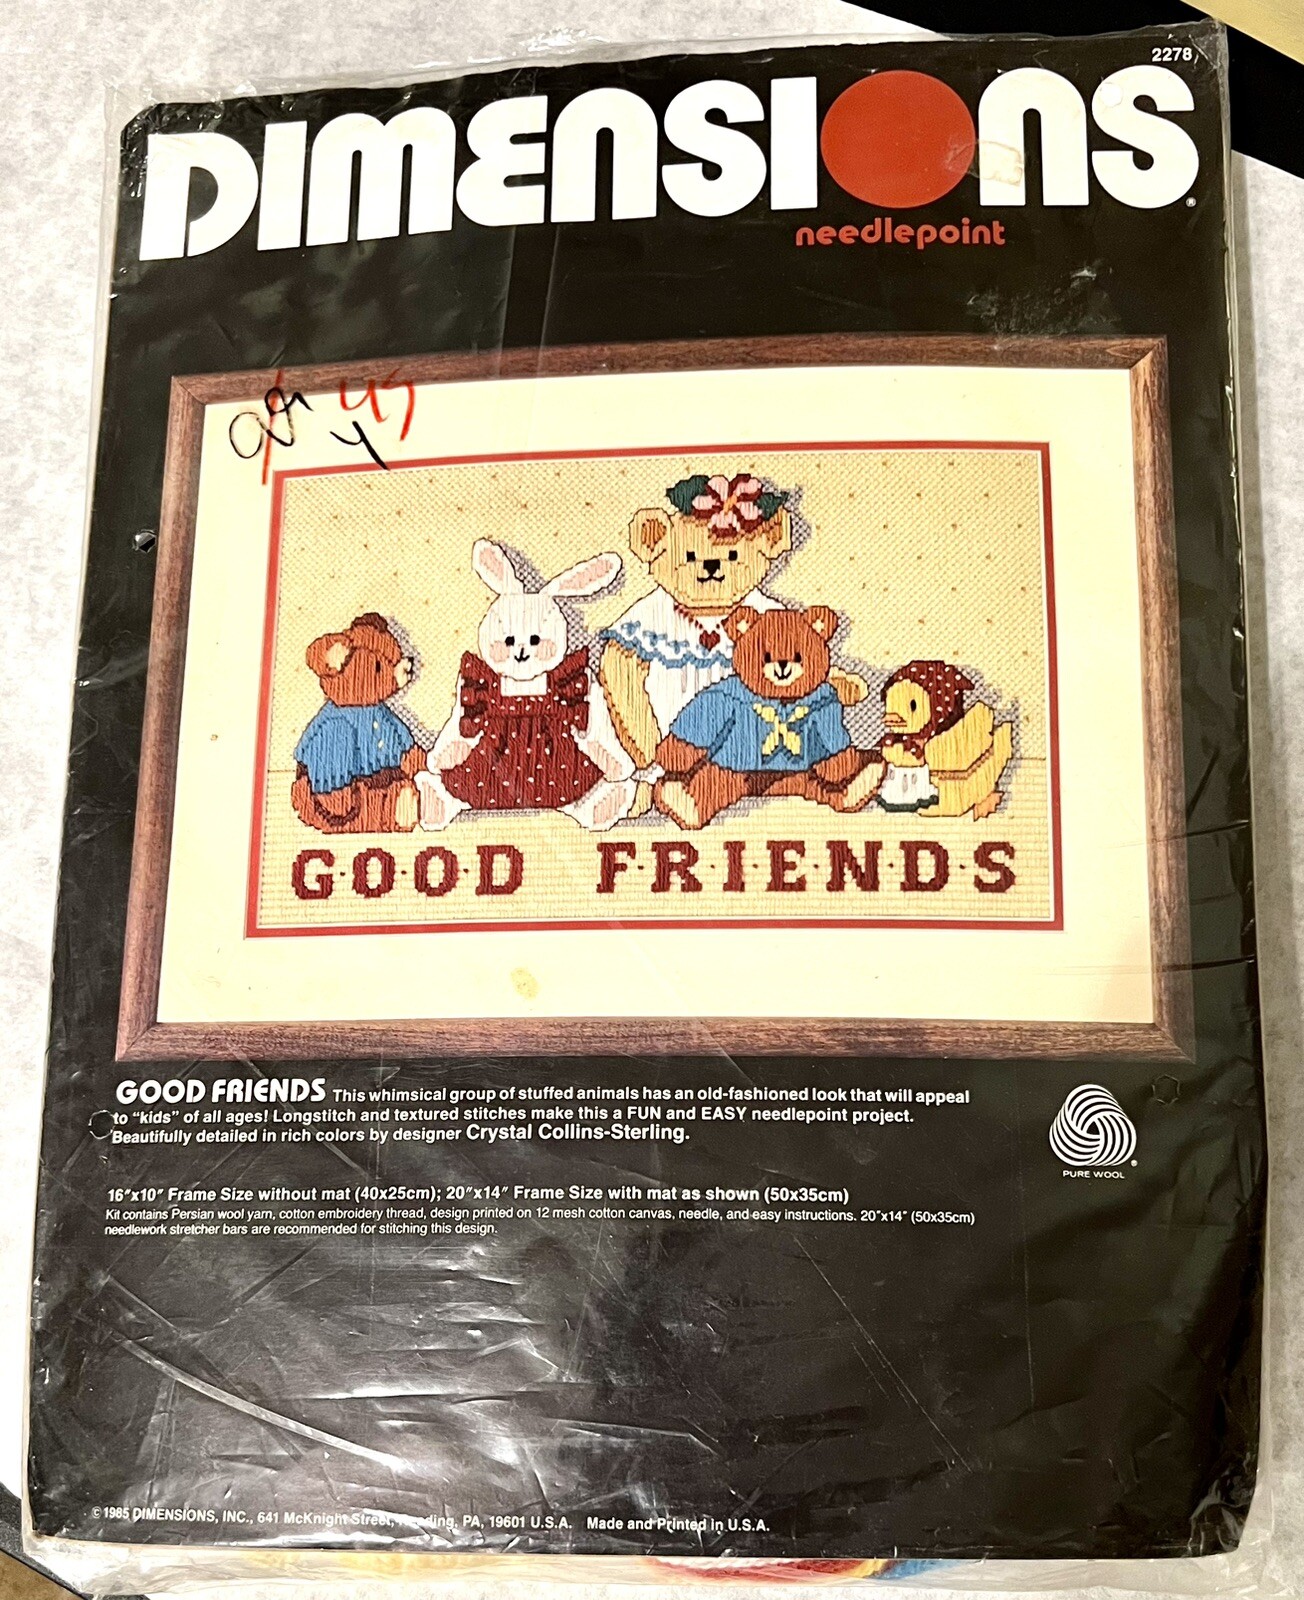 2278
DIMENSIONS®
needlepoint
G·O·O·D F·R·I·E·N·D·S
GOOD FRIENDS This whimsical group of stuffed animals has an old-fashioned look that will appeal
to "kids" of all ages! Longstitch and textured stitches make this a FUN and EASY needlepoint project.
Beautifully detailed in rich colors by designer Crystal Collins-Sterling.
®
PURE WOOL
16"x10" Frame Size without mat (40x25cm); 20"x14" Frame Size with mat as shown (50x35cm)
Kit contains Persian wool yarn, cotton embroidery thread, design printed on 12 mesh cotton canvas, needle, and easy instructions. 20"x14" (50x35cm)
needlework stretcher bars are recommended for stitching this design.
© 1985 DIMENSIONS, INC., 641 McKnight Street, Reading, PA, 19601 U.S.A. Made and Printed in U.S.A.